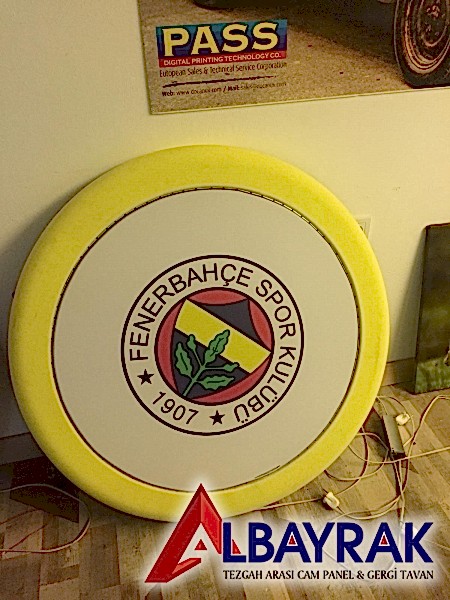 PASS
DIGITAL PRINTING TECHNOLOGY CO.
European Sales & Technical Service Corporation
FENERBAHÇE SPOR KULÜBÜ
★ 1907 ★
ALBAYRAK
TEZGAH ARASI CAM PANEL & GERGİ TAVAN